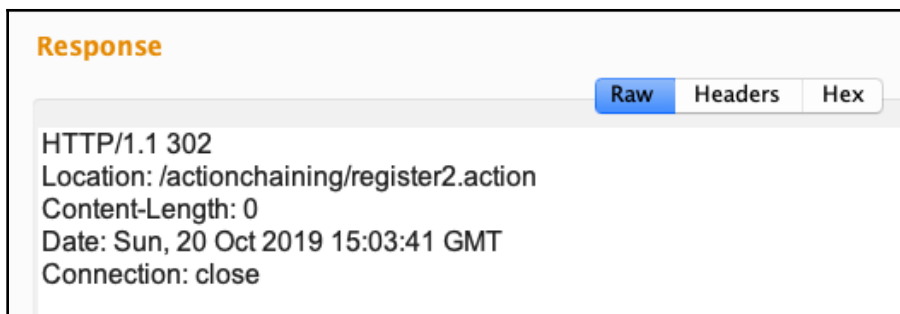 Response
Raw Headers Hex
HTTP/1.1 302
Location: /actionchaining/register2.action
Content-Length: 0
Date: Sun, 20 Oct 2019 15:03:41 GMT
Connection: close